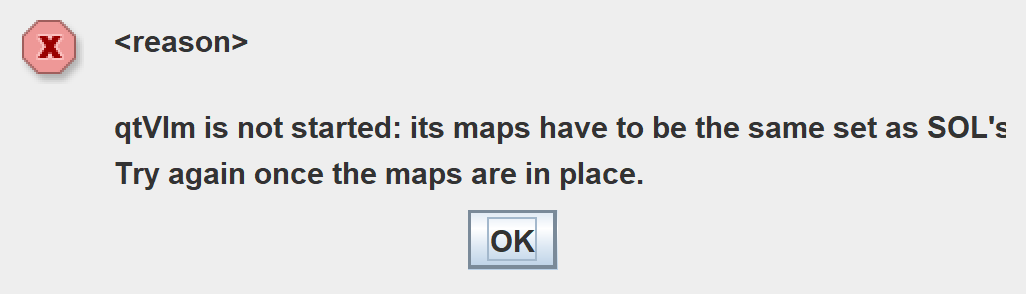 <reason>
qtVlm is not started: its maps have to be the same set as SOL's
Try again once the maps are in place.
OK